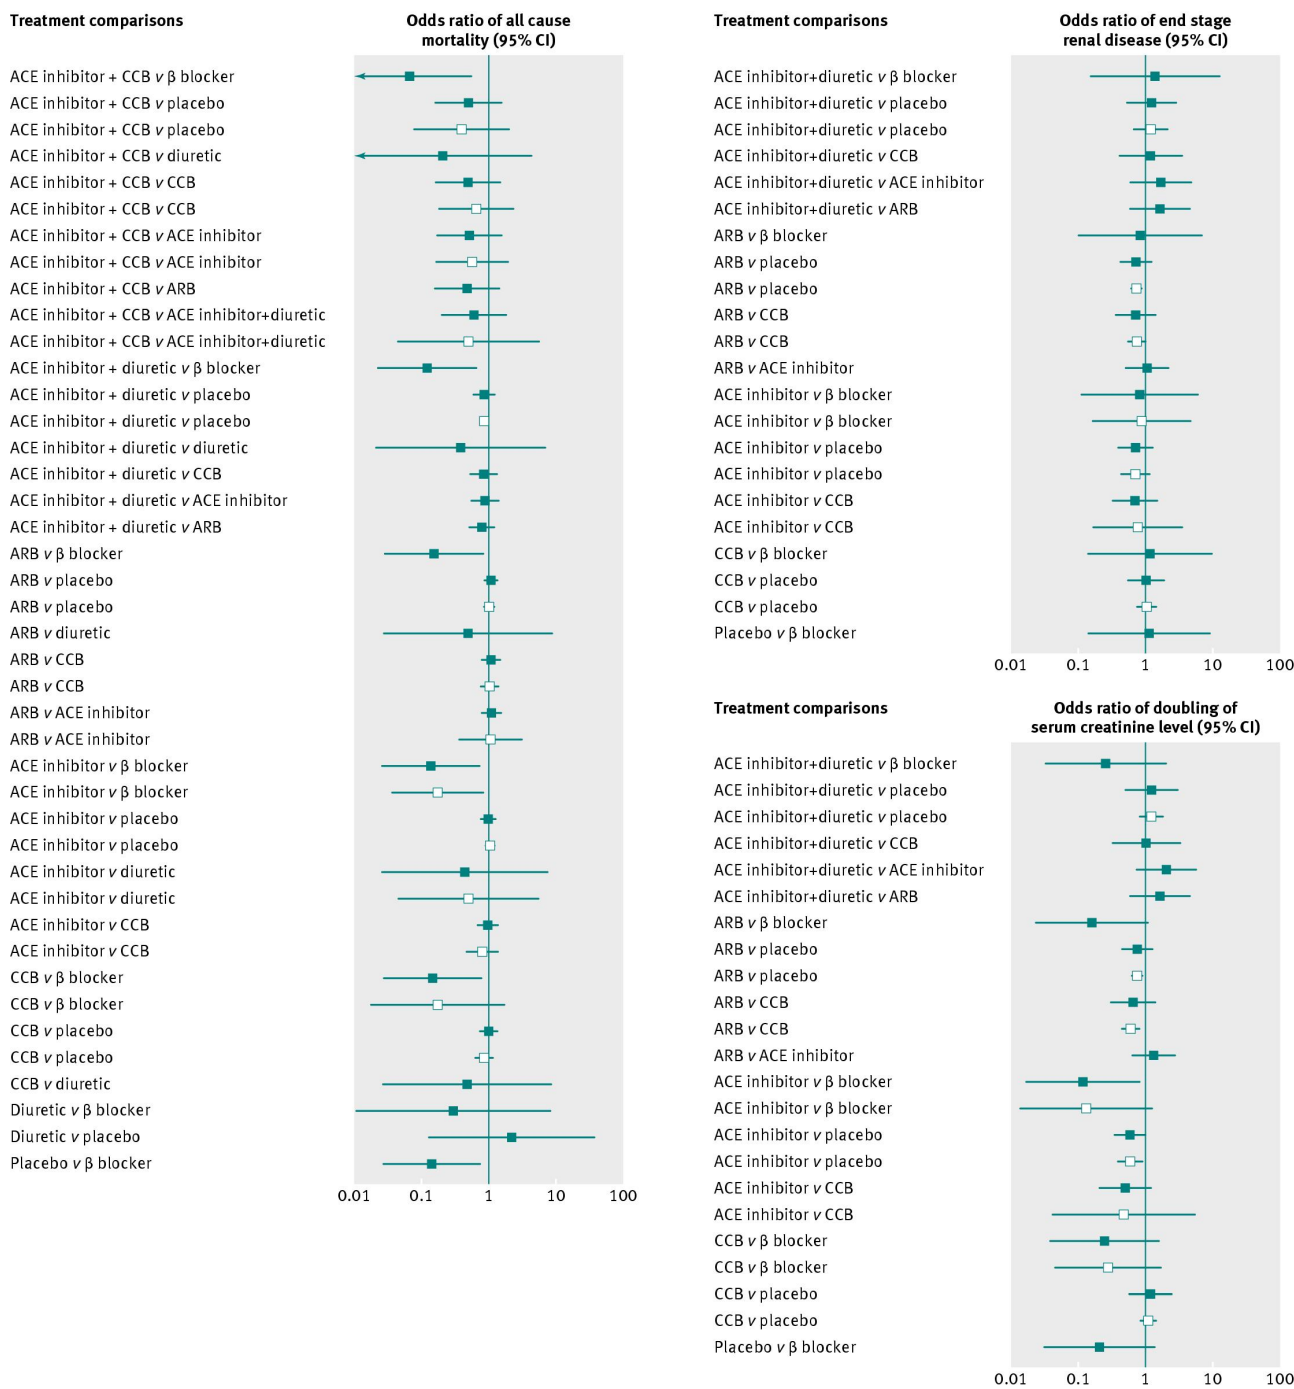 Treatment comparisons
Odds ratio of all cause
mortality (95% CI)
ACE inhibitor + CCB v β blocker
ACE inhibitor + CCB v placebo
ACE inhibitor + CCB v placebo
ACE inhibitor + CCB v diuretic
ACE inhibitor + CCB v CCB
ACE inhibitor + CCB v CCB
ACE inhibitor + CCB v ACE inhibitor
ACE inhibitor + CCB v ACE inhibitor
ACE inhibitor + CCB v ARB
ACE inhibitor + CCB v ACE inhibitor+diuretic
ACE inhibitor + CCB v ACE inhibitor+diuretic
ACE inhibitor + diuretic v β blocker
ACE inhibitor + diuretic v placebo
ACE inhibitor + diuretic v placebo
ACE inhibitor + diuretic v diuretic
ACE inhibitor + diuretic v CCB
ACE inhibitor + diuretic v ACE inhibitor
ACE inhibitor + diuretic v ARB
ARB v β blocker
ARB v placebo
ARB v placebo
ARB v diuretic
ARB v CCB
ARB v CCB
ARB v ACE inhibitor
ARB v ACE inhibitor
ACE inhibitor v β blocker
ACE inhibitor v β blocker
ACE inhibitor v placebo
ACE inhibitor v placebo
ACE inhibitor v diuretic
ACE inhibitor v diuretic
ACE inhibitor v CCB
ACE inhibitor v CCB
CCB v β blocker
CCB v β blocker
CCB v placebo
CCB v placebo
CCB v diuretic
Diuretic v β blocker
Diuretic v placebo
Placebo v β blocker
0.01 0.1 1 10 100
Treatment comparisons
Odds ratio of end stage
renal disease (95% CI)
ACE inhibitor+diuretic v β blocker
ACE inhibitor+diuretic v placebo
ACE inhibitor+diuretic v placebo
ACE inhibitor+diuretic v CCB
ACE inhibitor+diuretic v ACE inhibitor
ACE inhibitor+diuretic v ARB
ARB v β blocker
ARB v placebo
ARB v placebo
ARB v CCB
ARB v CCB
ARB v ACE inhibitor
ACE inhibitor v β blocker
ACE inhibitor v β blocker
ACE inhibitor v placebo
ACE inhibitor v placebo
ACE inhibitor v CCB
ACE inhibitor v CCB
CCB v β blocker
CCB v placebo
CCB v placebo
Placebo v β blocker
0.01 0.1 1 10 100
Treatment comparisons
Odds ratio of doubling of
serum creatinine level (95% CI)
ACE inhibitor+diuretic v β blocker
ACE inhibitor+diuretic v placebo
ACE inhibitor+diuretic v placebo
ACE inhibitor+diuretic v CCB
ACE inhibitor+diuretic v ACE inhibitor
ACE inhibitor+diuretic v ARB
ARB v β blocker
ARB v placebo
ARB v placebo
ARB v CCB
ARB v CCB
ARB v ACE inhibitor
ACE inhibitor v β blocker
ACE inhibitor v β blocker
ACE inhibitor v placebo
ACE inhibitor v placebo
ACE inhibitor v CCB
ACE inhibitor v CCB
CCB v β blocker
CCB v β blocker
CCB v placebo
CCB v placebo
Placebo v β blocker
0.01 0.1 1 10 100